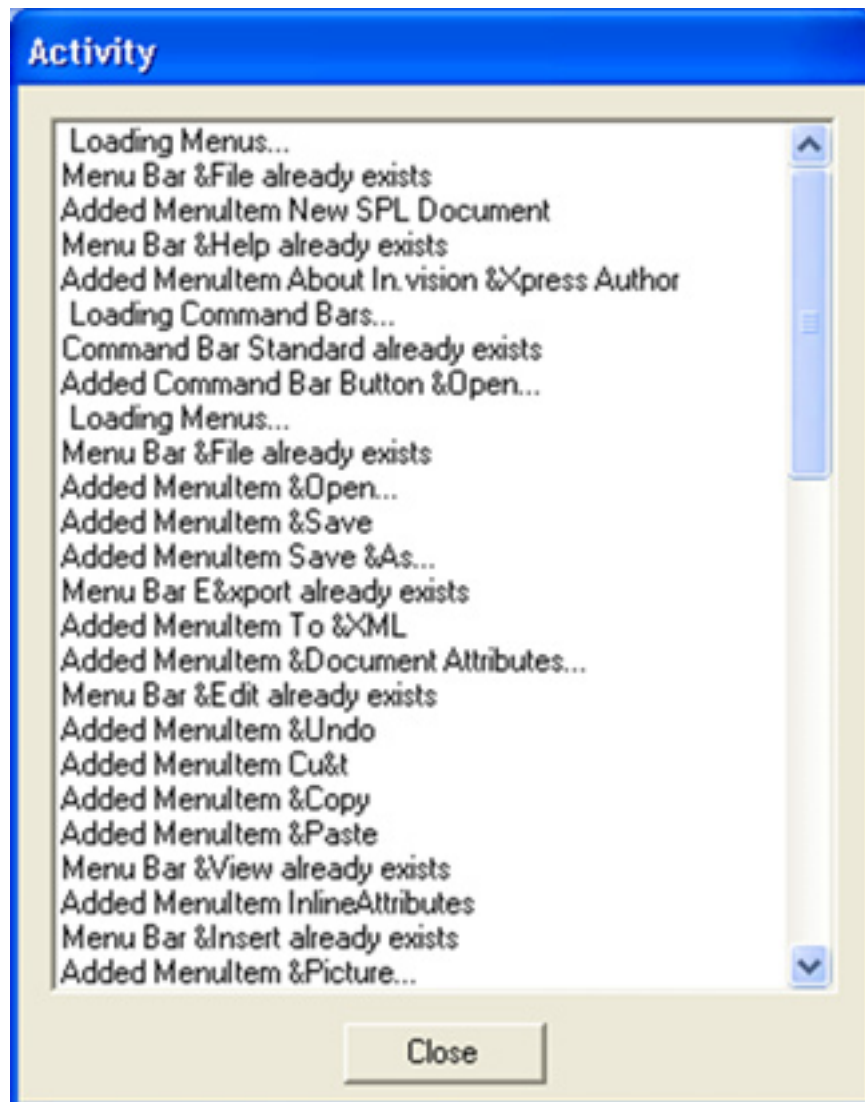 Activity
Loading Menus...
Menu Bar &File already exists
Added MenuItem New SPL Document
Menu Bar &Help already exists
Added MenuItem About In.vision &Xpress Author
Loading Command Bars...
Command Bar Standard already exists
Added Command Bar Button &Open...
Loading Menus...
Menu Bar &File already exists
Added MenuItem &Open...
Added MenuItem &Save
Added MenuItem Save &As...
Menu Bar E&xport already exists
Added MenuItem To &XML
Added MenuItem &Document Attributes...
Menu Bar &Edit already exists
Added MenuItem &Undo
Added MenuItem Cu&t
Added MenuItem &Copy
Added MenuItem &Paste
Menu Bar &View already exists
Added MenuItem InlineAttributes
Menu Bar &Insert already exists
Added MenuItem &Picture...
Close